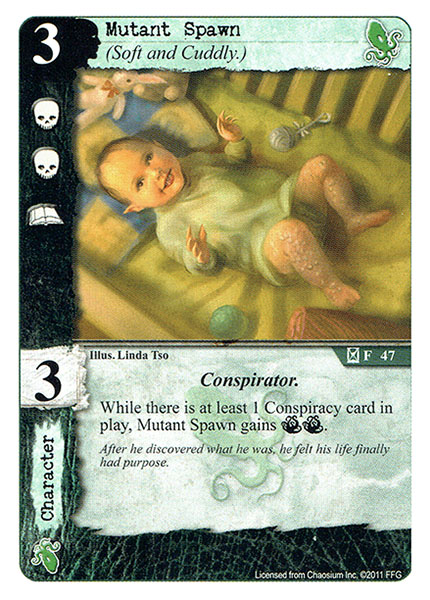 3
Mutant Spawn
(Soft and Cuddly.)
Illus. Linda Tso
F 47
3
Conspirator.
While there is at least 1 Conspiracy card in
play, Mutant Spawn gains .
After he discovered what he was, he felt his life finally
had purpose.
Character
Licensed from Chaosium Inc. ©2011 FFG